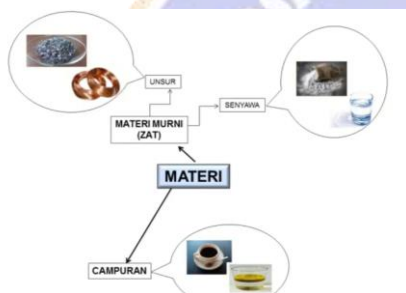 UNSUR
SENYAWA
MATERI MURNI
(ZAT)
MATERI
CAMPURAN